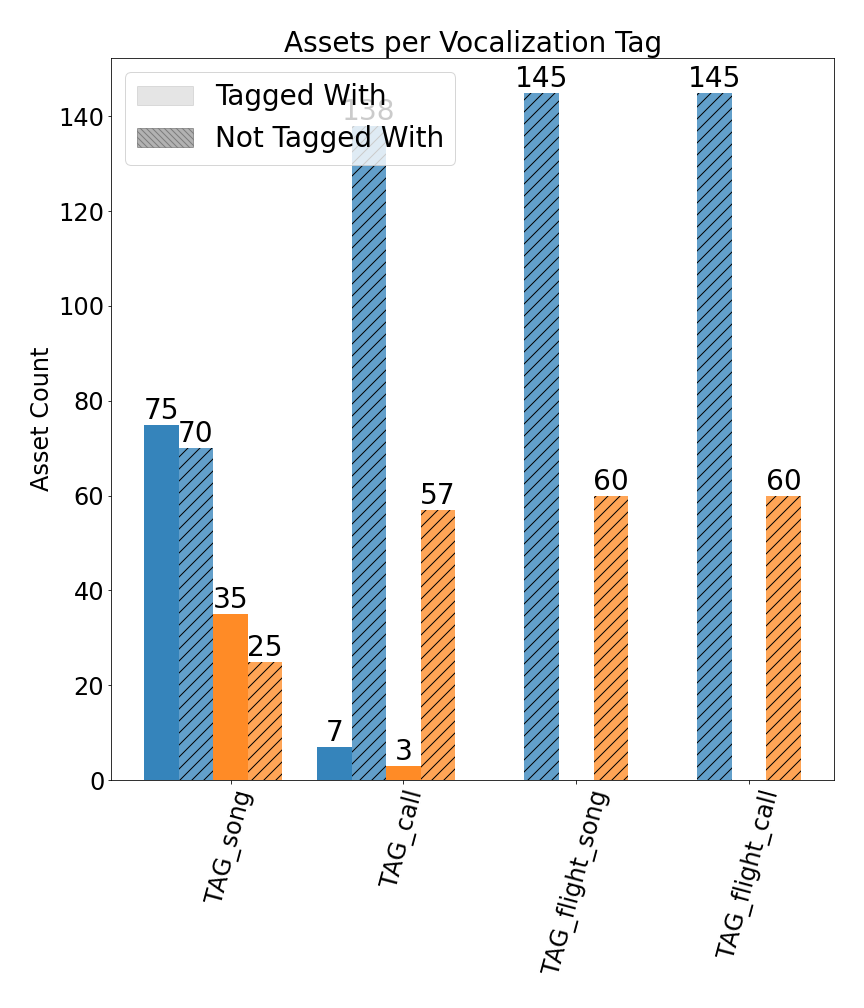 Assets per Vocalization Tag
Tagged With
Not Tagged With
138
145
145
75
70
35
25
7
3
57
60
60
Asset Count
140
120
100
80
60
40
20
0
TAG_song
TAG_call
TAG_flight_song
TAG_flight_call